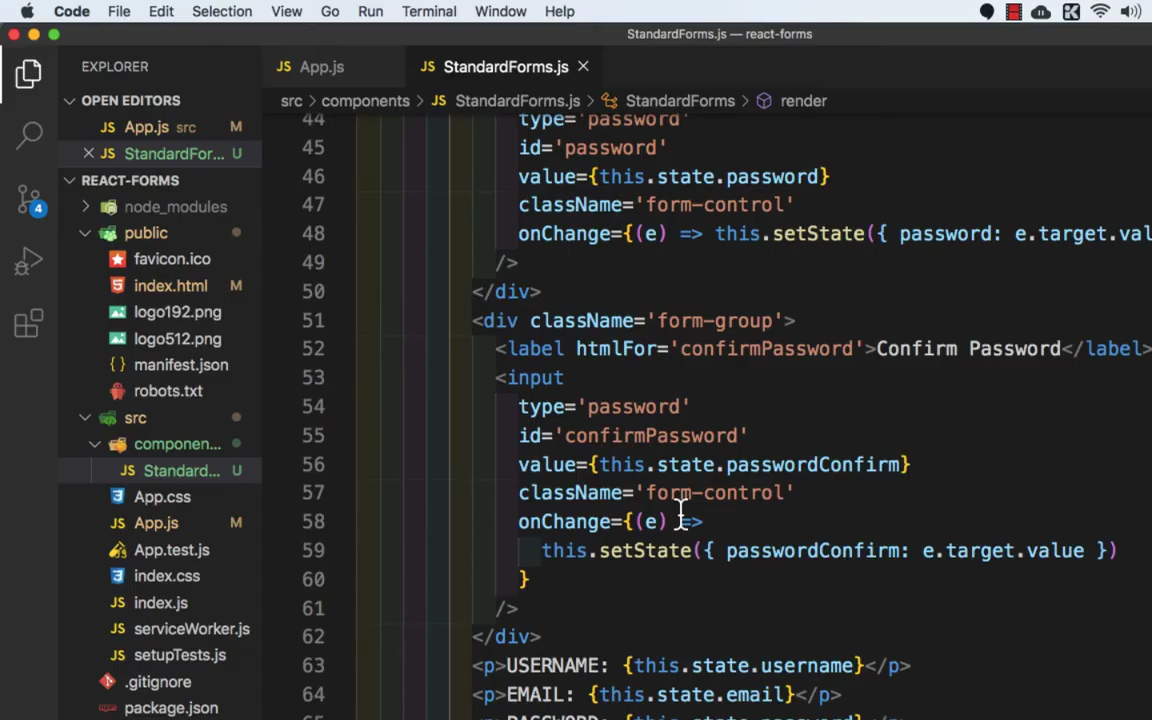 Code File Edit Selection View Go Run Terminal Window Help
StandardForms.js — react-forms
EXPLORER
JS App.js
JS StandardForms.js ×
OPEN EDITORS
JS App.js src M
× JS StandardFor... U
src > components > JS StandardForms.js > StandardForms > render
REACT-FORMS
node_modules
public
favicon.ico
index.html M
logo192.png
logo512.png
manifest.json
robots.txt
src
componen...
JS Standard... U
App.css
JS App.js M
App.test.js
index.css
JS index.js
JS serviceWorker.js
JS setupTests.js
.gitignore
package.json
4
44 type='password'
45 id='password'
46 value={this.state.password}
47 className='form-control'
48 onChange={(e) => this.setState({ password: e.target.val
49 />
50 </div>
51 <div className='form-group'>
52 <label htmlFor='confirmPassword'>Confirm Password</label>
53 <input
54 type='password'
55 id='confirmPassword'
56 value={this.state.passwordConfirm}
57 className='form-control'
58 onChange={(e) =>
59 this.setState({ passwordConfirm: e.target.value })
60 }
61 />
62 </div>
63 <p>USERNAME: {this.state.username}</p>
64 <p>EMAIL: {this.state.email}</p>